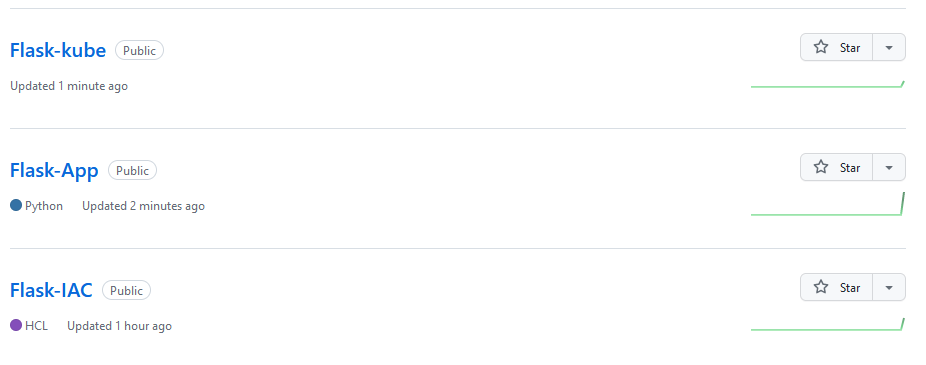 Flask-kube Public Star
Updated 1 minute ago
Flask-App Public Star
Python Updated 2 minutes ago
Flask-IAC Public Star
HCL Updated 1 hour ago